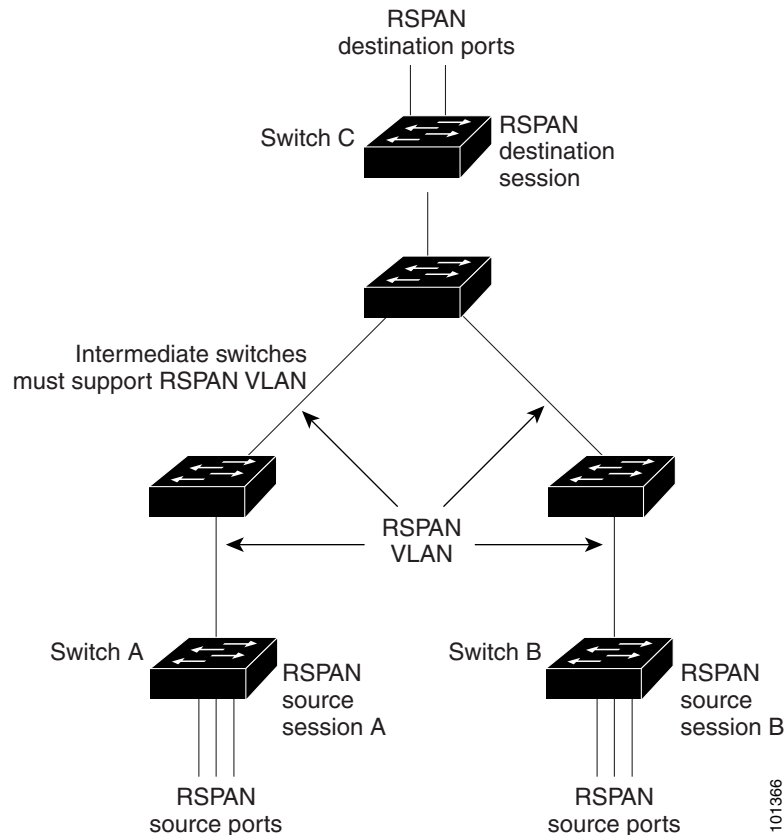 RSPAN
destination ports
Switch C
RSPAN
destination
session
Intermediate switches
must support RSPAN VLAN
RSPAN
VLAN
Switch A
RSPAN
source
session A
Switch B
RSPAN
source
session B
RSPAN
source ports
RSPAN
source ports
101366